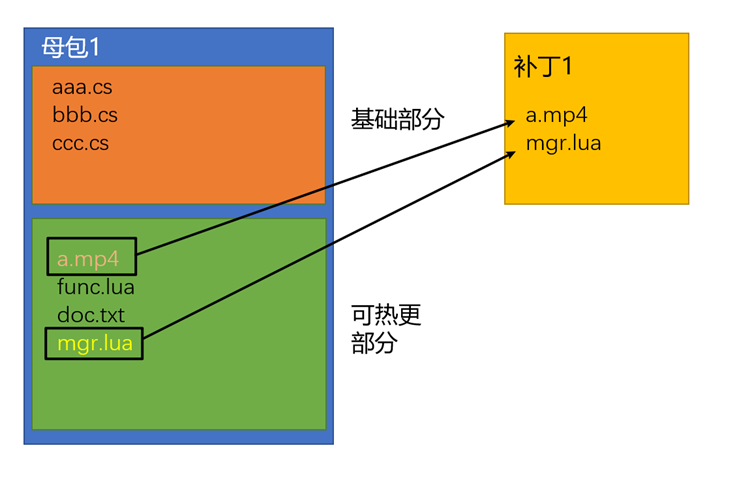 母包1
aaa.cs
bbb.cs
ccc.cs
基础部分
补丁1
a.mp4
mgr.lua
a.mp4
func.lua
doc.txt
mgr.lua
可热更
部分